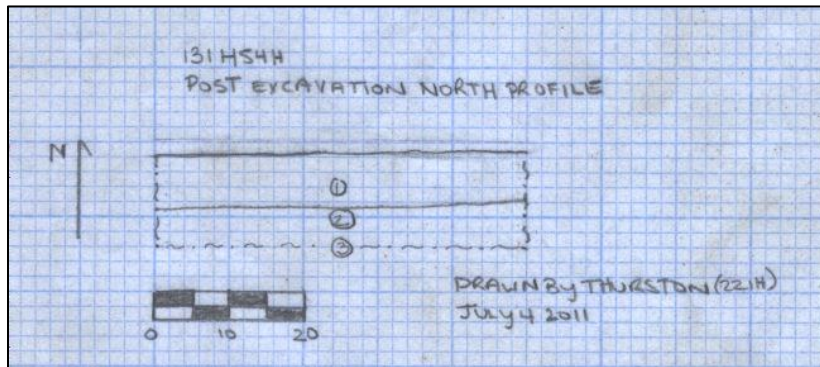 131H54H
POST EXCAVATION NORTH PROFILE
N
1
2
3
0 10 20
DRAWN BY THURSTON (221H)
JULY 4 2011